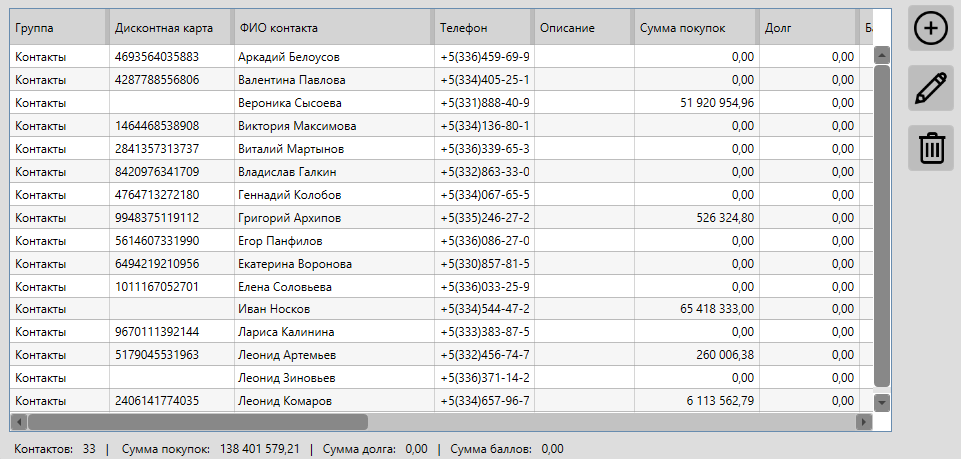 Группа Дисконтная карта ФИО контакта Телефон Описание Сумма покупок Долг Ба
Контакты 4693564035883 Аркадий Белоусов +5(336)459-69-9 0,00 0,00
Контакты 4287788556806 Валентина Павлова +5(334)405-25-1 0,00 0,00
Контакты Вероника Сысоева +5(331)888-40-9 51 920 954,96 0,00
Контакты 1464468538908 Виктория Максимова +5(334)136-80-1 0,00 0,00
Контакты 2841357313737 Виталий Мартынов +5(336)339-65-3 0,00 0,00
Контакты 8420976341709 Владислав Галкин +5(332)863-33-0 0,00 0,00
Контакты 4764713272180 Геннадий Колобов +5(334)067-65-5 0,00 0,00
Контакты 9948375119112 Григорий Архипов +5(335)246-27-2 526 324,80 0,00
Контакты 5614607331990 Егор Панфилов +5(336)086-27-0 0,00 0,00
Контакты 6494219210956 Екатерина Воронова +5(330)857-81-5 0,00 0,00
Контакты 1011167052701 Елена Соловьева +5(336)033-25-9 0,00 0,00
Контакты Иван Носков +5(334)544-47-2 65 418 333,00 0,00
Контакты 9670111392144 Лариса Калинина +5(333)383-87-5 0,00 0,00
Контакты 5179045531963 Леонид Артемьев +5(332)456-74-7 260 006,38 0,00
Контакты Леонид Зиновьев +5(336)371-14-2 0,00 0,00
Контакты 2406141774035 Леонид Комаров +5(334)657-96-7 6 113 562,79 0,00
Контактов: 33 | Сумма покупок: 138 401 579,21 | Сумма долга: 0,00 | Сумма баллов: 0,00